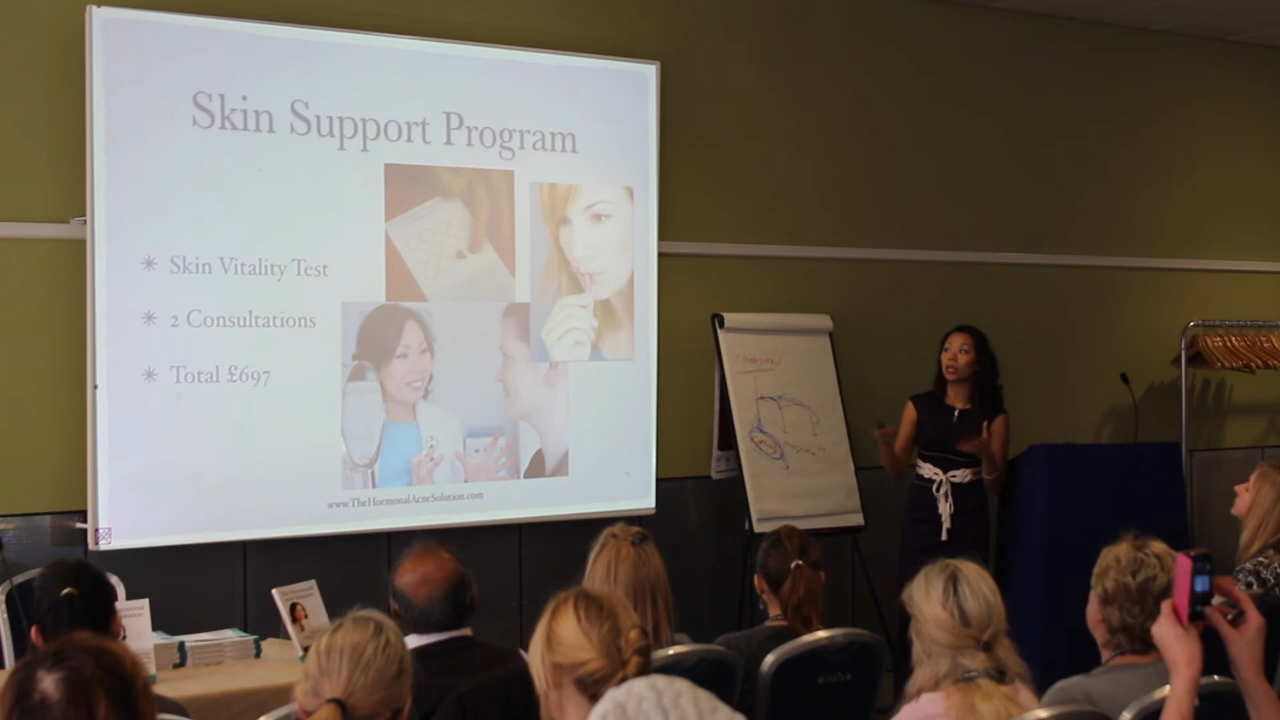 Skin Support Program
Skin Vitality Test
2 Consultations
Total £697
www.TheHormonalAcneSolution.com